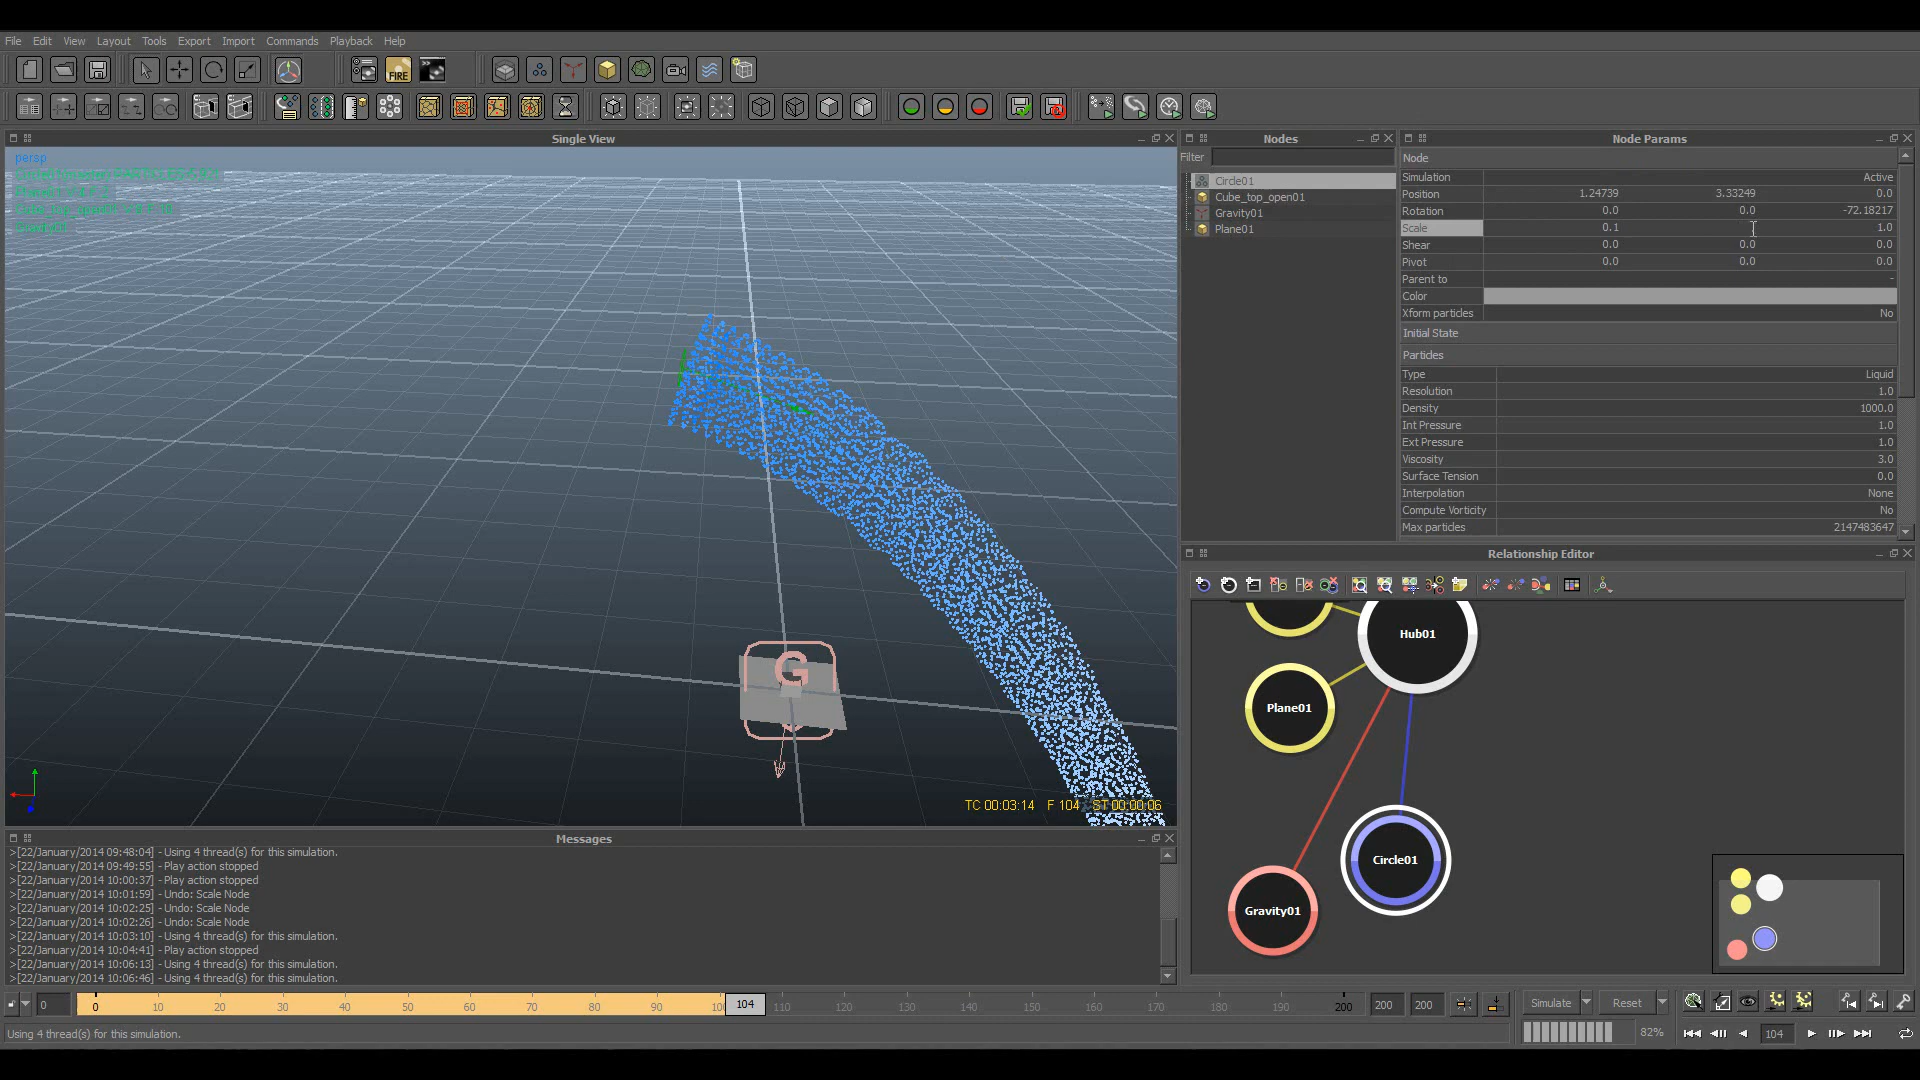 File Edit View Layout Tools Export Import Commands Playback Help
FIRE
Single View
Nodes
Node Params
persp
Filter
Circle01
Cube_top_open01
Gravity01
Plane01
Node
Simulation Active
Position 1.24739 3.33249 0.0
Rotation 0.0 0.0 -72.18217
Scale 0.1 1.0
Shear 0.0 0.0 0.0
Pivot 0.0 0.0 0.0
Parent to -
Color
Xform particles No
Initial State
Particles
Type Liquid
Resolution 1.0
Density 1000.0
Int Pressure 1.0
Ext Pressure 1.0
Viscosity 3.0
Surface Tension 0.0
Interpolation None
Compute Vorticity No
Max particles 2147483647
Relationship Editor
Hub01
Plane01
Circle01
Gravity01
G
TC 00:03:14 F 104 ST 00:00:06
Messages
>[22/January/2014 09:48:04] - Using 4 thread(s) for this simulation.
>[22/January/2014 09:49:55] - Play action stopped
>[22/January/2014 10:00:37] - Play action stopped
>[22/January/2014 10:01:59] - Undo: Scale Node
>[22/January/2014 10:02:25] - Undo: Scale Node
>[22/January/2014 10:02:26] - Undo: Scale Node
>[22/January/2014 10:03:10] - Using 4 thread(s) for this simulation.
>[22/January/2014 10:04:41] - Play action stopped
>[22/January/2014 10:06:13] - Using 4 thread(s) for this simulation.
>[22/January/2014 10:06:46] - Using 4 thread(s) for this simulation.
0 0 10 20 30 40 50 60 70 80 90 104 110 120 130 140 150 160 170 180 190 200 200 200
Simulate Reset
Using 4 thread(s) for this simulation.
82% 104